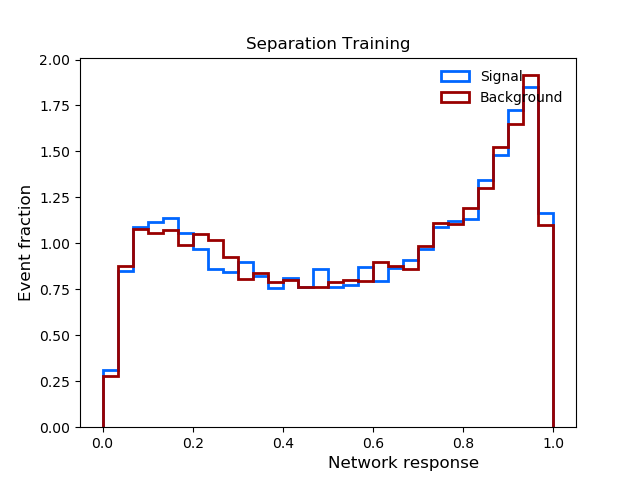 Separation Training
Signal
Background
2.00
1.75
1.50
1.25
1.00
0.75
0.50
0.25
0.00
Event fraction
0.0 0.2 0.4 0.6 0.8 1.0
Network response